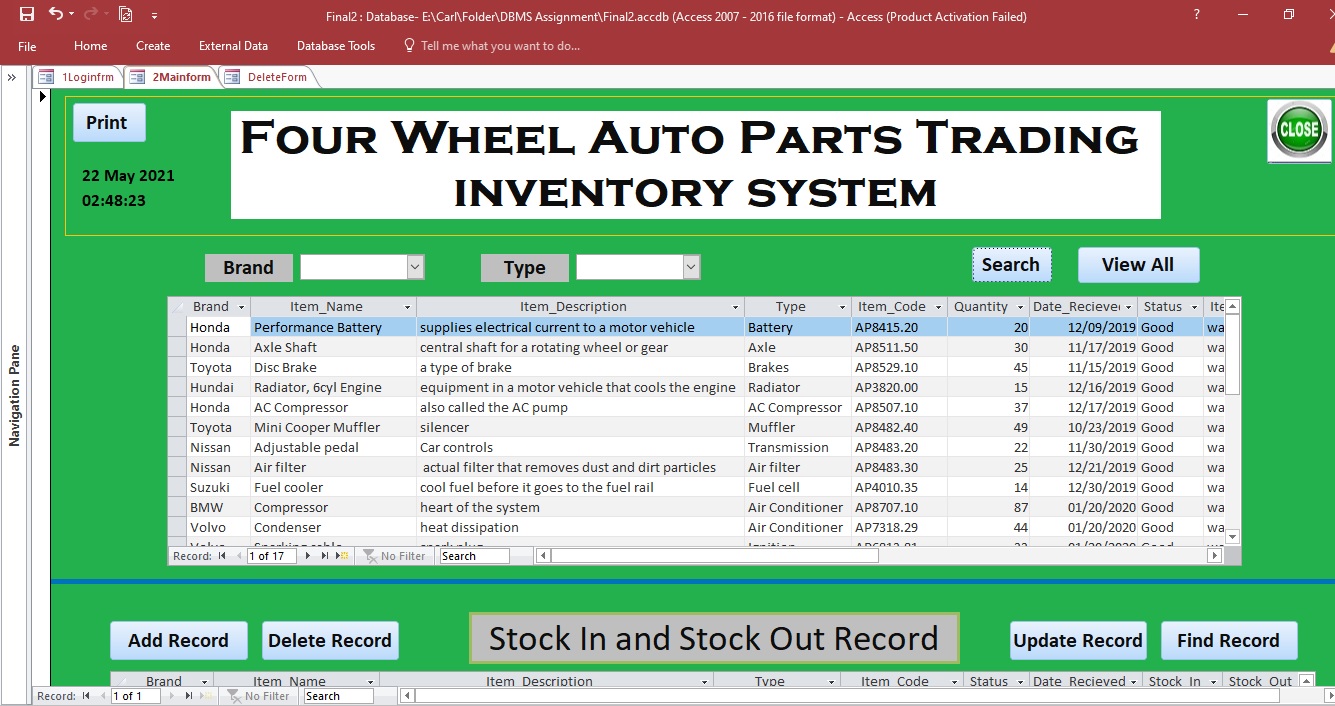 Final2 : Database- E:\Carl\Folder\DBMS Assignment\Final2.accdb (Access 2007 - 2016 file format) - Access (Product Activation Failed)
File Home Create External Data Database Tools Tell me what you want to do...
1Loginfrm 2Mainform DeleteForm
Print
Four Wheel Auto Parts Trading
inventory system
CLOSE
22 May 2021
02:48:23
Brand Type Search View All
Brand Item_Name Item_Description Type Item_Code Quantity Date_Recieve Status Ite
Honda Performance Battery supplies electrical current to a motor vehicle Battery AP8415.20 20 12/09/2019 Good wa
Honda Axle Shaft central shaft for a rotating wheel or gear Axle AP8511.50 30 11/17/2019 Good wa
Toyota Disc Brake a type of brake Brakes AP8529.10 45 11/15/2019 Good wa
Hundai Radiator, 6cyl Engine equipment in a motor vehicle that cools the engine Radiator AP3820.00 15 12/16/2019 Good wa
Honda AC Compressor also called the AC pump AC Compressor AP8507.10 37 12/17/2019 Good wa
Toyota Mini Cooper Muffler silencer Muffler AP8482.40 49 10/23/2019 Good wa
Nissan Adjustable pedal Car controls Transmission AP8483.20 22 11/30/2019 Good wa
Nissan Air filter actual filter that removes dust and dirt particles Air filter AP8483.30 25 12/21/2019 Good wa
Suzuki Fuel cooler cool fuel before it goes to the fuel rail Fuel cell AP4010.35 14 12/30/2019 Good wa
BMW Compressor heart of the system Air Conditioner AP8707.10 87 01/20/2020 Good wa
Volvo Condenser heat dissipation Air Conditioner AP7318.29 44 01/20/2020 Good wa
Record: 1 of 17 No Filter Search
Navigation Pane
Add Record Delete Record Stock In and Stock Out Record Update Record Find Record
Brand Item_Name Item_Description Type Item_Code Status Date_Recieved Stock_In Stock_Out
Record: 1 of 1 No Filter Search